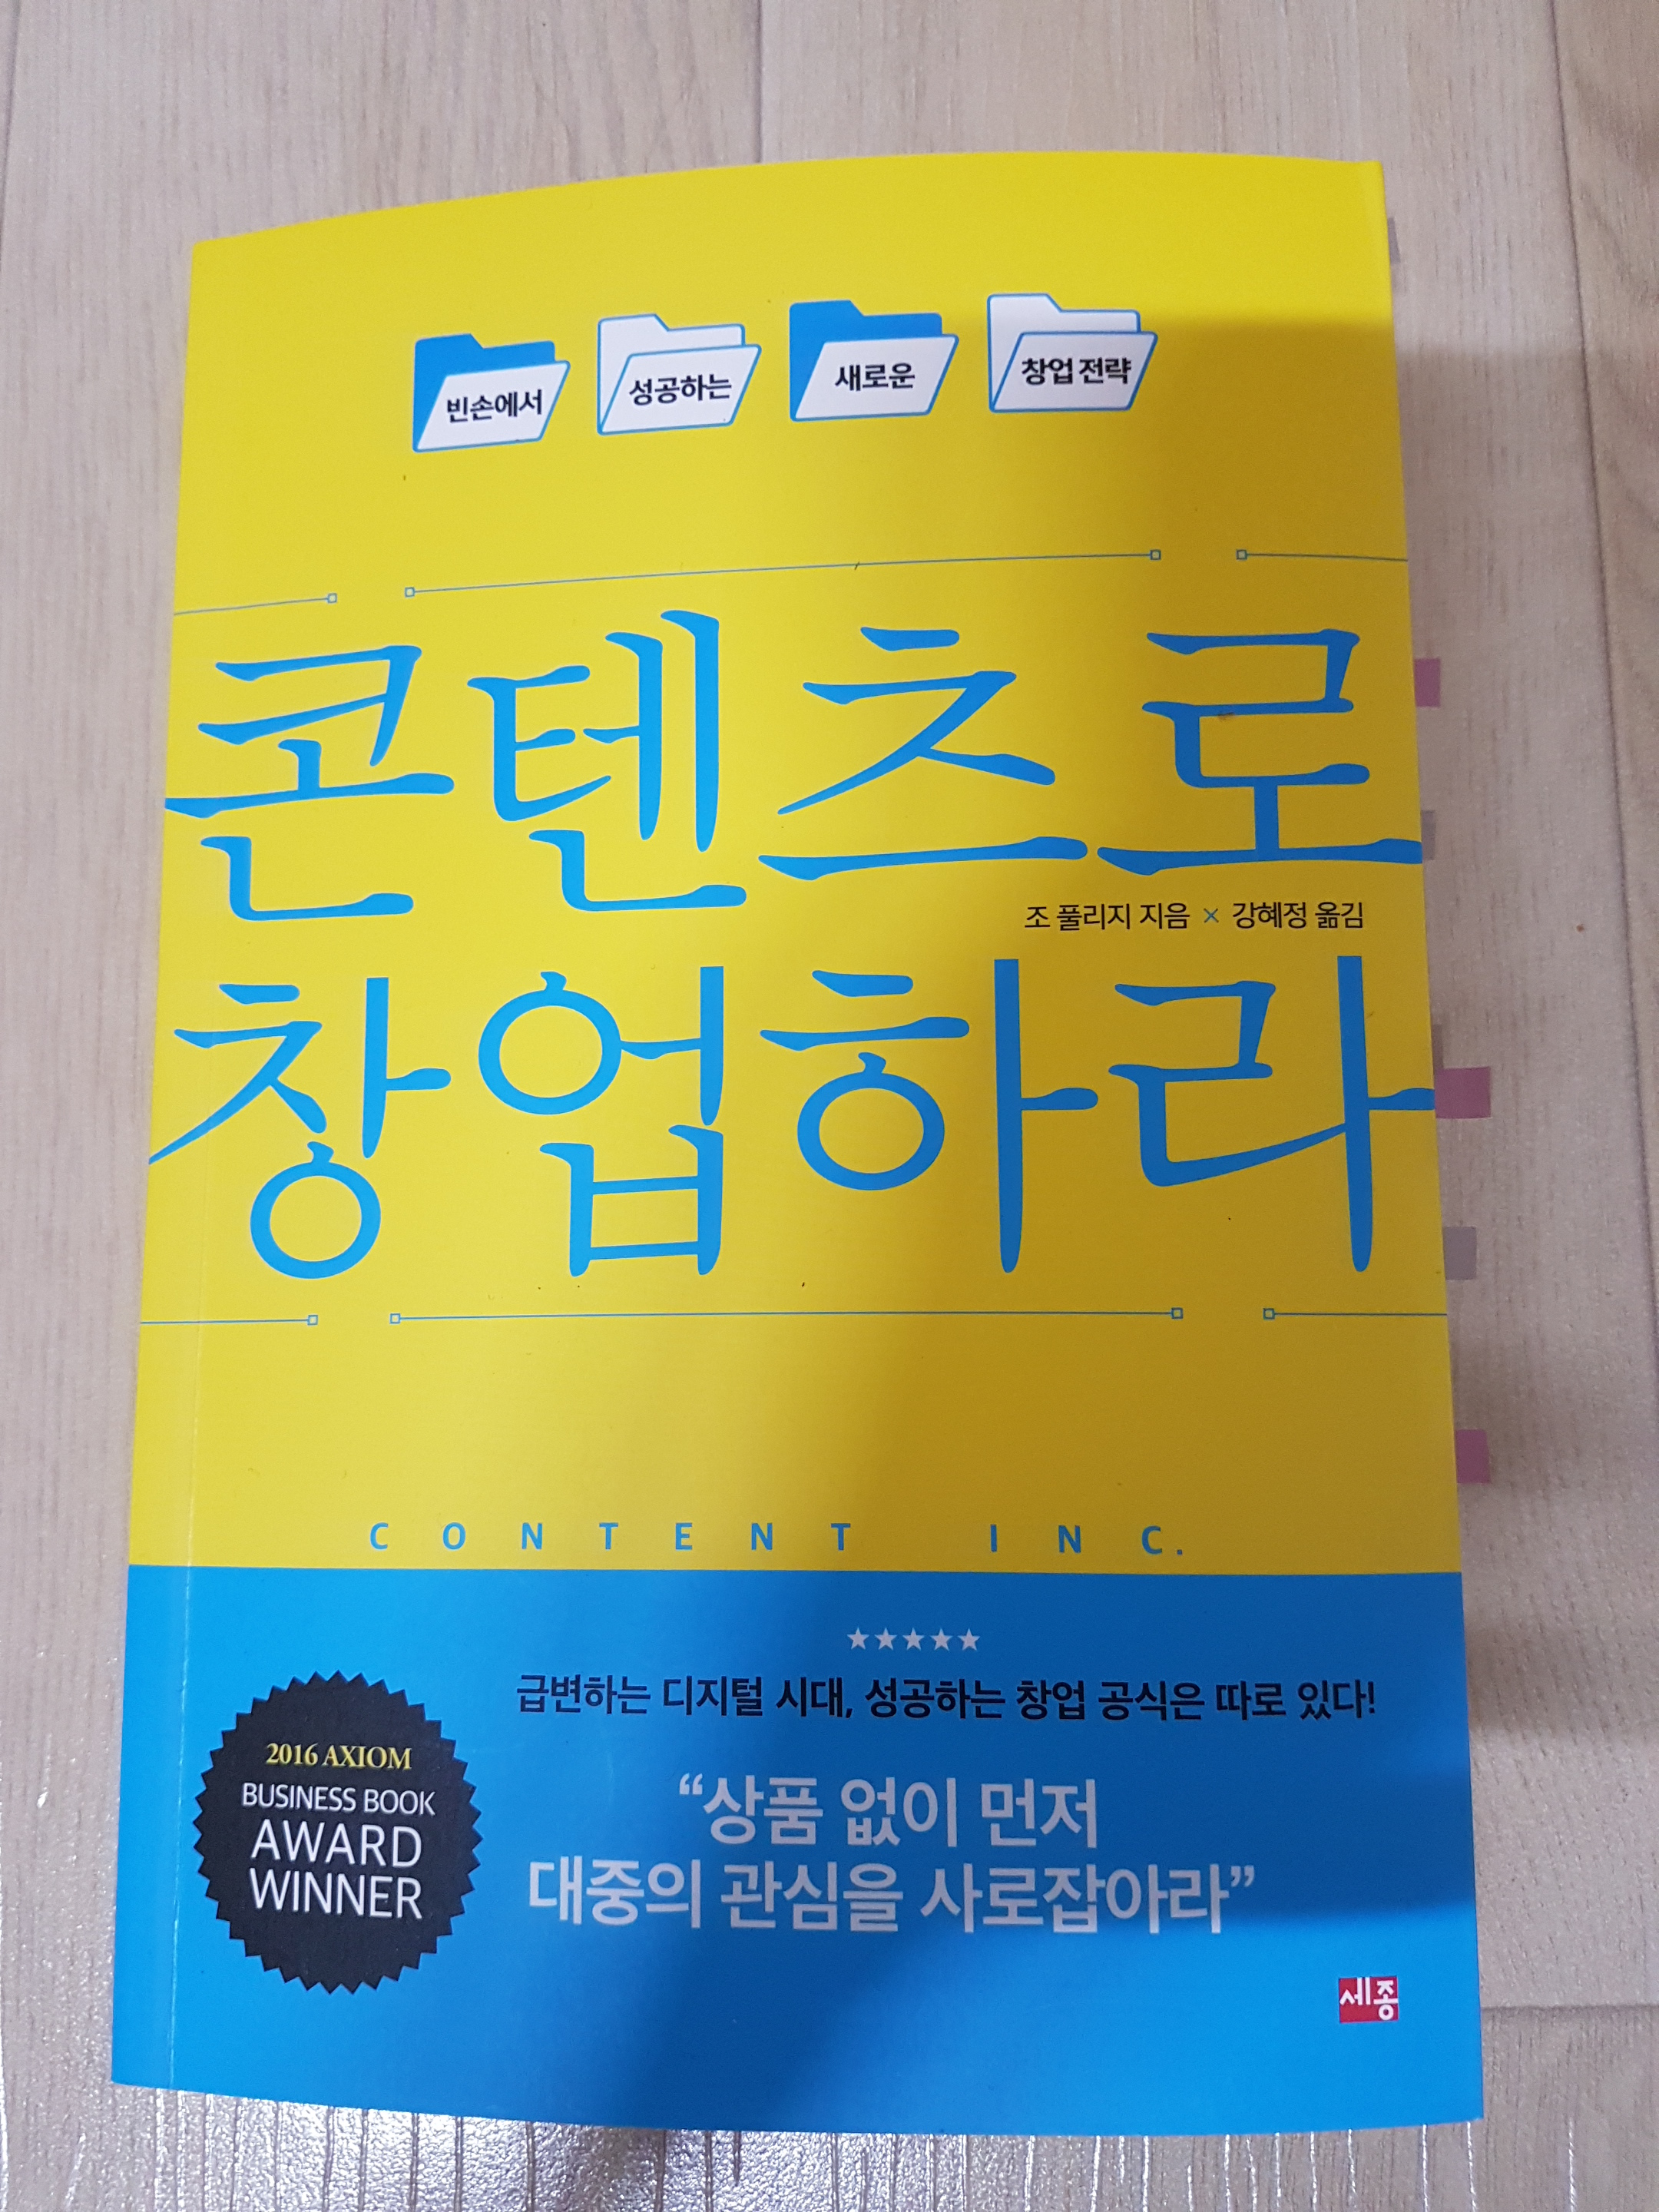 빈손에서 성공하는 새로운 창업 전략
콘텐츠로
조 풀리지 지음 × 강혜정 옮김
창업하라
CONTENT INC.
★★★★★
급변하는 디지털 시대, 성공하는 창업 공식은 따로 있다!
“상품 없이 먼저
대중의 관심을 사로잡아라”
2016 AXIOM
BUSINESS BOOK
AWARD
WINNER
세종